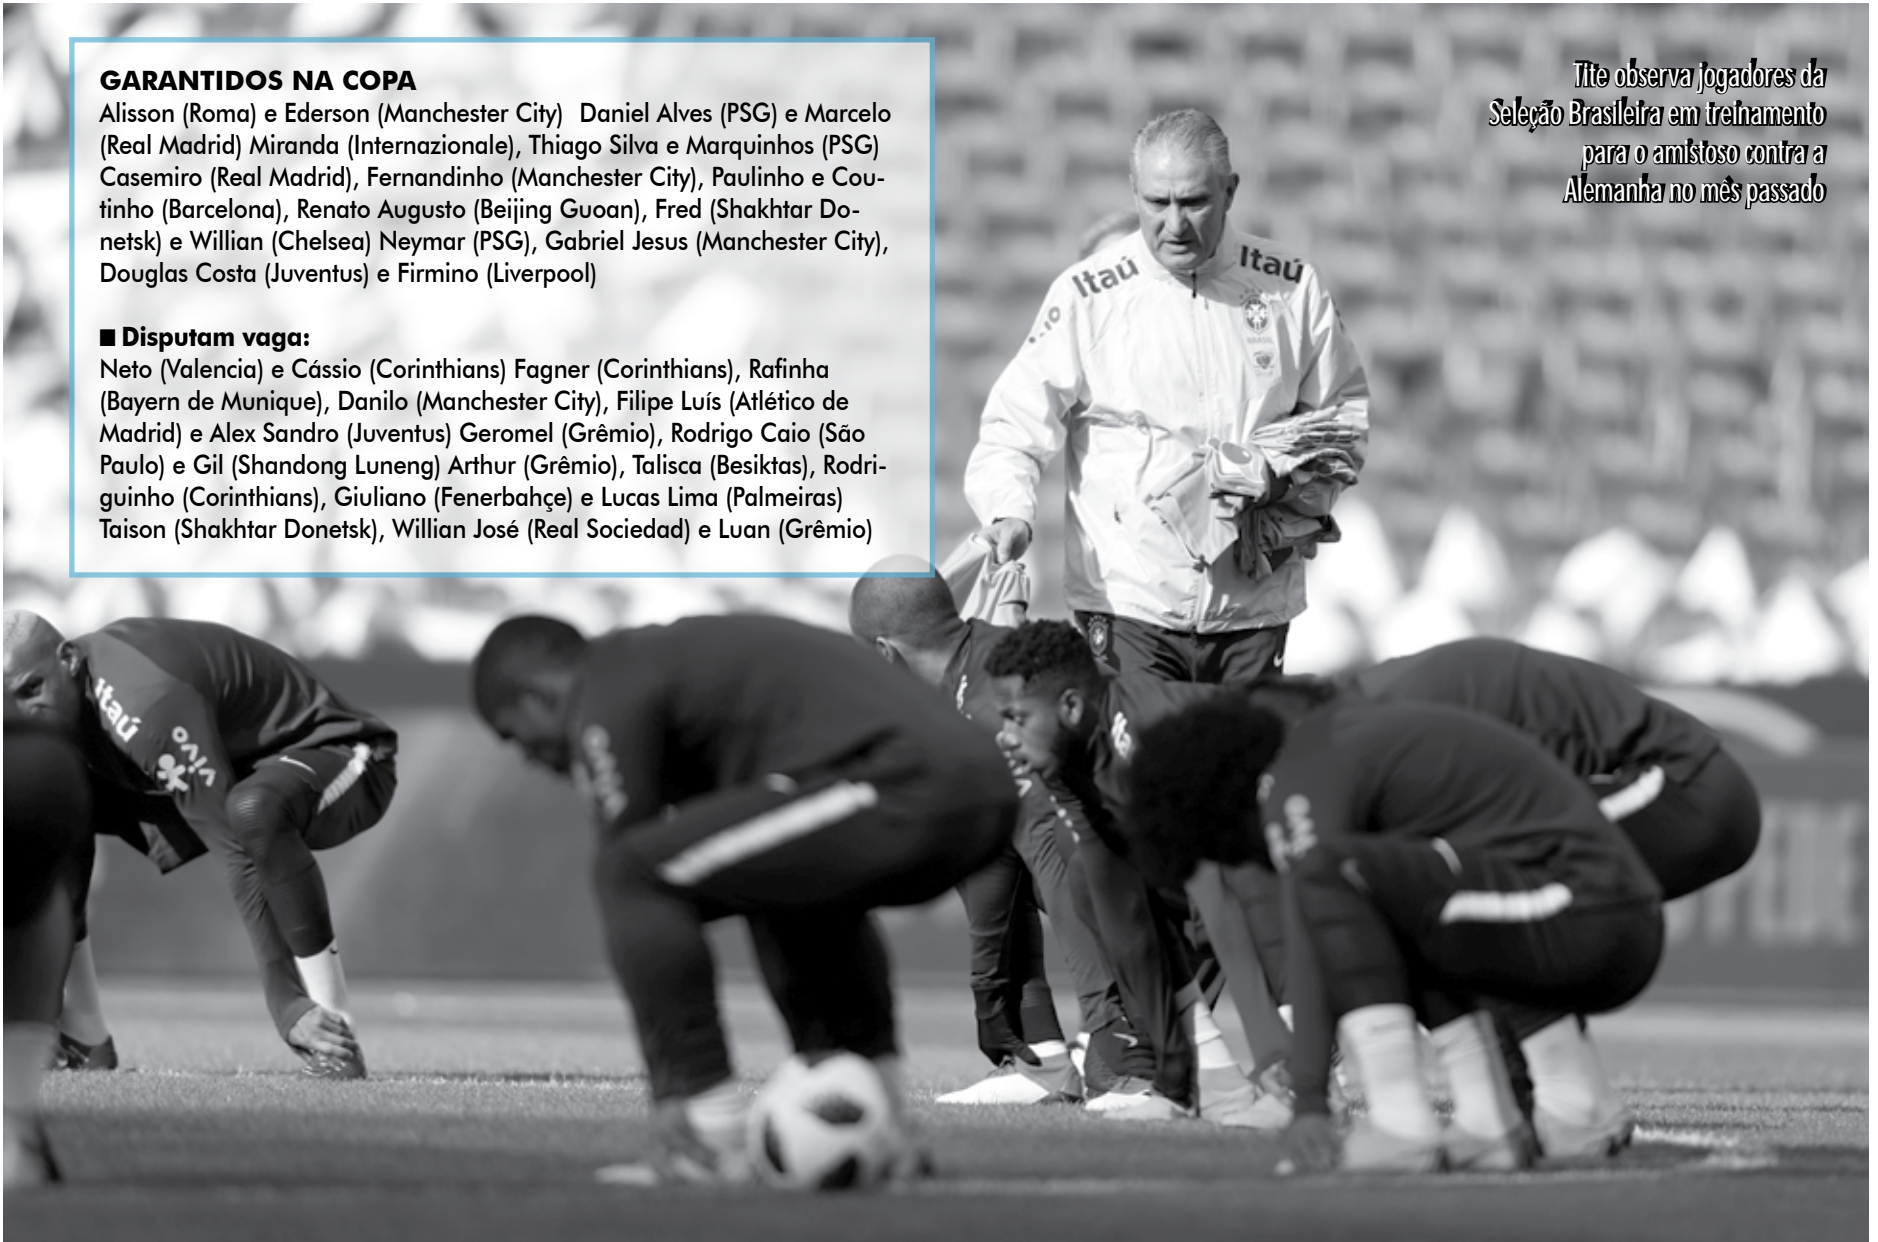 GARANTIDOS NA COPA
Alisson (Roma) e Ederson (Manchester City)  Daniel Alves (PSG) e Marcelo
(Real Madrid) Miranda (Internazionale), Thiago Silva e Marquinhos (PSG)
Casemiro (Real Madrid), Fernandinho (Manchester City), Paulinho e Cou-
tinho (Barcelona), Renato Augusto (Beijing Guoan), Fred (Shakhtar Do-
netsk) e Willian (Chelsea) Neymar (PSG), Gabriel Jesus (Manchester City),
Douglas Costa (Juventus) e Firmino (Liverpool)
■ Disputam vaga:
Neto (Valencia) e Cássio (Corinthians) Fagner (Corinthians), Rafinha
(Bayern de Munique), Danilo (Manchester City), Filipe Luís (Atlético de
Madrid) e Alex Sandro (Juventus) Geromel (Grêmio), Rodrigo Caio (São
Paulo) e Gil (Shandong Luneng) Arthur (Grêmio), Talisca (Besiktas), Rodri-
guinho (Corinthians), Giuliano (Fenerbahçe) e Lucas Lima (Palmeiras)
Taison (Shakhtar Donetsk), Willian José (Real Sociedad) e Luan (Grêmio)
Tite observa jogadores da
Seleção Brasileira em treinamento
para o amistoso contra a
Alemanha no mês passado
Itaú Itaú
BRASIL
Itaú
vivo